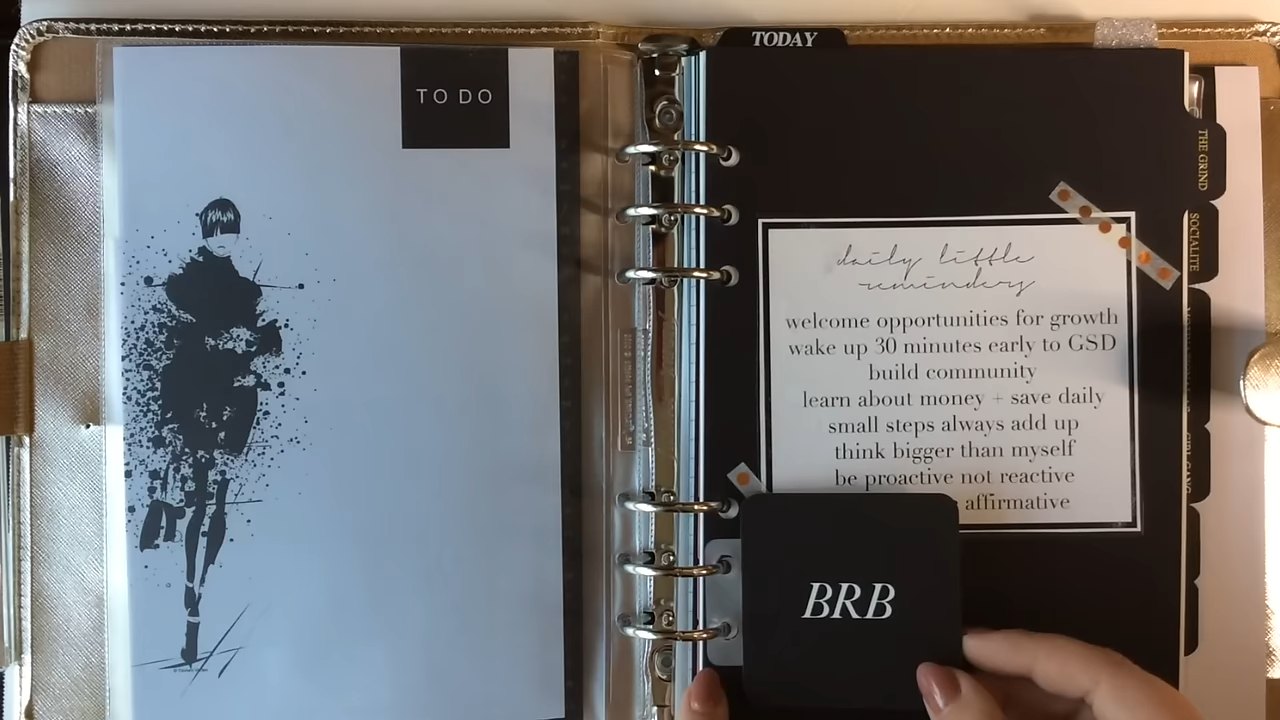 TO DO
TODAY
THE GRIND
SOCIALITE
daily little
reminders
welcome opportunities for growth
wake up 30 minutes early to GSD
build community
learn about money + save daily
small steps always add up
think bigger than myself
be proactive not reactive
affirmative
BRB